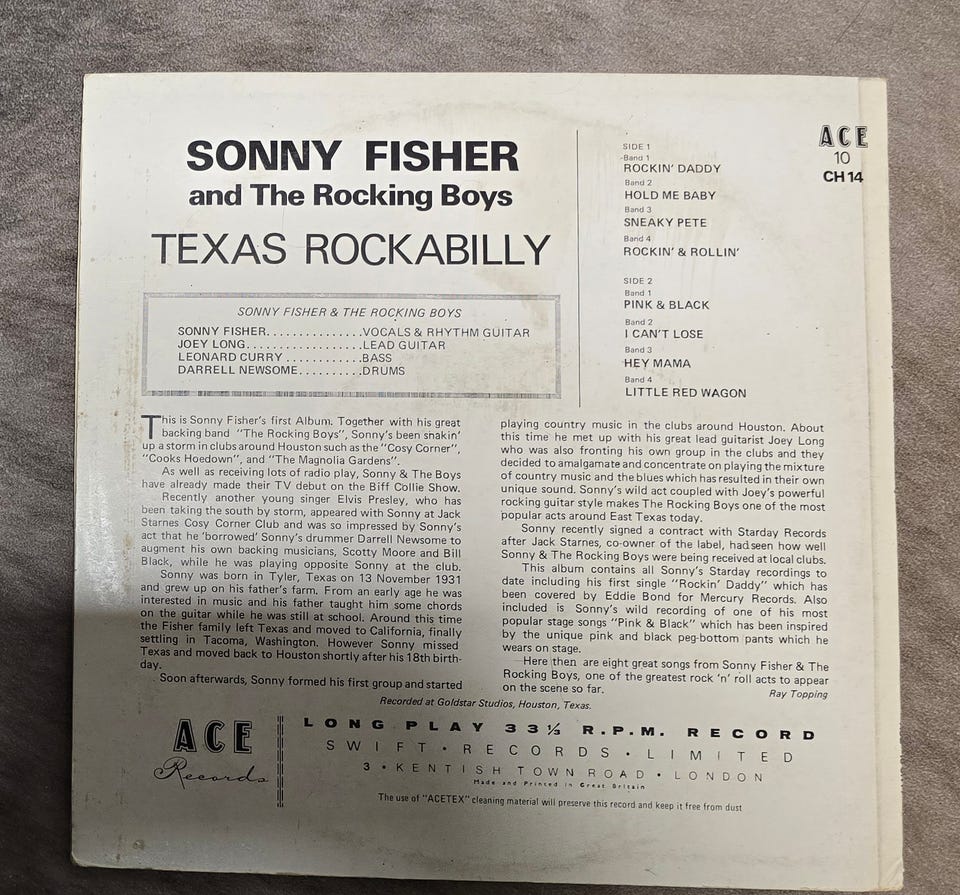 SONNY FISHER
and The Rocking Boys
TEXAS ROCKABILLY
SONNY FISHER & THE ROCKING BOYS
SONNY FISHER..............VOCALS & RHYTHM GUITAR
JOEY LONG.................LEAD GUITAR
LEONARD CURRY...........BASS
DARRELL NEWSOME..........DRUMS
SIDE 1
Band 1
ROCKIN' DADDY
Band 2
HOLD ME BABY
Band 3
SNEAKY PETE
Band 4
ROCKIN' & ROLLIN'
SIDE 2
Band 1
PINK & BLACK
Band 2
I CAN'T LOSE
Band 3
HEY MAMA
Band 4
LITTLE RED WAGON
ACE
10
CH 14
This is Sonny Fisher's first Album. Together with his great
backing band "The Rocking Boys", Sonny's been snakin'
up a storm in clubs around Houston such as the "Cosy Corner",
"Cooks Hoedown", and "The Magnolia Gardens".
As well as receiving lots of radio play, Sonny & The Boys
have already made their TV debut on the Biff Collie Show.
Recently another young singer Elvis Presley, who has
been taking the south by storm, appeared with Sonny at Jack
Starnes Cosy Corner Club and was so impressed by Sonny's
act that he 'borrowed' Sonny's drummer Darrell Newsome to
augment his own backing musicians, Scotty Moore and Bill
Black, while he was playing opposite Sonny at the club.
Sonny was born in Tyler, Texas on 13 November 1931
and grew up on his father's farm. From an early age he was
interested in music and his father taught him some chords
on the guitar while he was still at school. Around this time
the Fisher family left Texas and moved to California, finally
settling in Tacoma, Washington. However Sonny missed
Texas and moved back to Houston shortly after his 18th birth-
day.
Soon afterwards, Sonny formed his first group and started
playing country music in the clubs around Houston. About
this time he met up with his great lead guitarist Joey Long
who was also fronting his own group in the clubs and they
decided to amalgamate and concentrate on playing the mixture
of country music and the blues which has resulted in their own
unique sound. Sonny's wild act coupled with Joey's powerful
rocking guitar style makes The Rocking Boys one of the most
popular acts around East Texas today.
Sonny recently signed a contract with Starday Records
after Jack Starnes, co-owner of the label, had seen how well
Sonny & The Rocking Boys were being received at local clubs.
This album contains all Sonny's Starday recordings to
date including his first single "Rockin' Daddy" which has
been covered by Eddie Bond for Mercury Records. Also
included is Sonny's wild recording of one of his most
popular stage songs "Pink & Black" which has been inspired
by the unique pink and black peg-bottom pants which he
wears on stage.
Here then are eight great songs from Sonny Fisher & The
Rocking Boys, one of the greatest rock 'n' roll acts to appear
on the scene so far.
Ray Topping
Recorded at Goldstar Studios, Houston, Texas.
ACE
Records
LONG PLAY 33⅓ R.P.M. RECORD
SWIFT · RECORDS · LIMITED
3 · KENTISH TOWN ROAD · LONDON
Made and Printed in Great Britain
The use of "ACETEX" cleaning material will preserve this record and keep it free from dust